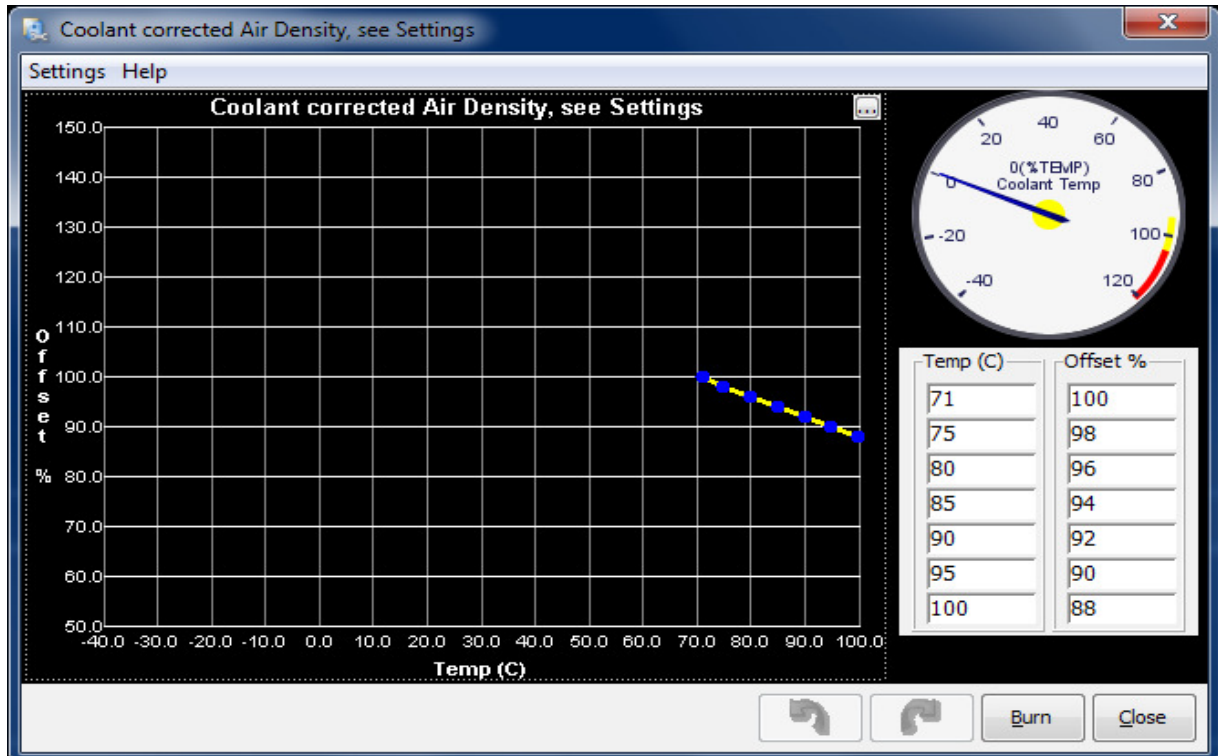 Coolant corrected Air Density, see Settings
Settings Help
Coolant corrected Air Density, see Settings
...
150.0
140.0
130.0
120.0
110.0
100.0
90.0
80.0
70.0
60.0
50.0
Offset %
-40.0 -30.0 -20.0 -10.0 0.0 10.0 20.0 30.0 40.0 50.0 60.0 70.0 80.0 90.0 100.0
Temp (C)
-40
-20
0
20
40
60
80
100
120
0(%TEMP)
Coolant Temp
Temp (C) Offset %
71 100
75 98
80 96
85 94
90 92
95 90
100 88
Burn Close